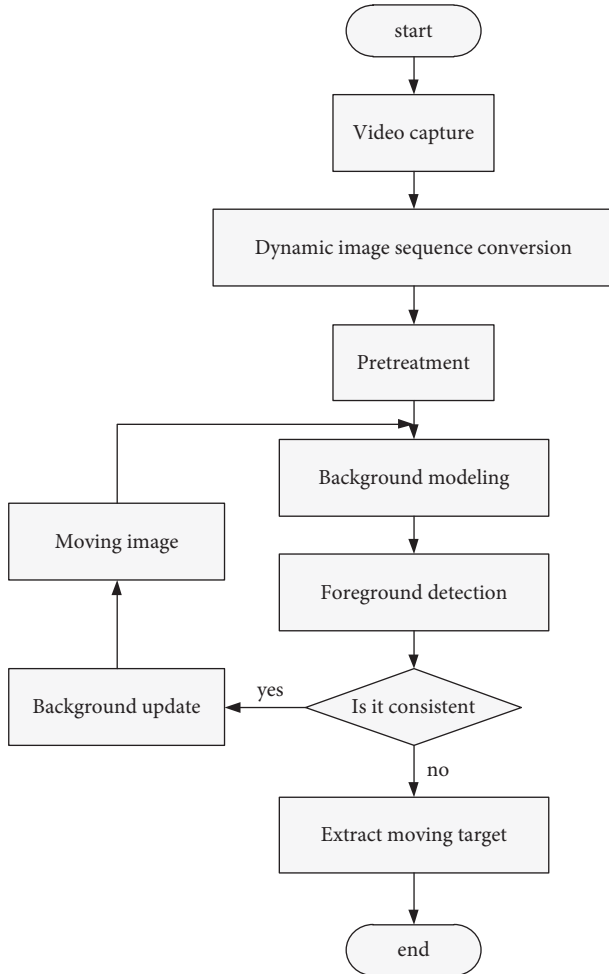 start
Video capture
Dynamic image sequence conversion
Pretreatment
Background modeling
Moving image
Foreground detection
yes
Background update
Is it consistent
no
Extract moving target
end